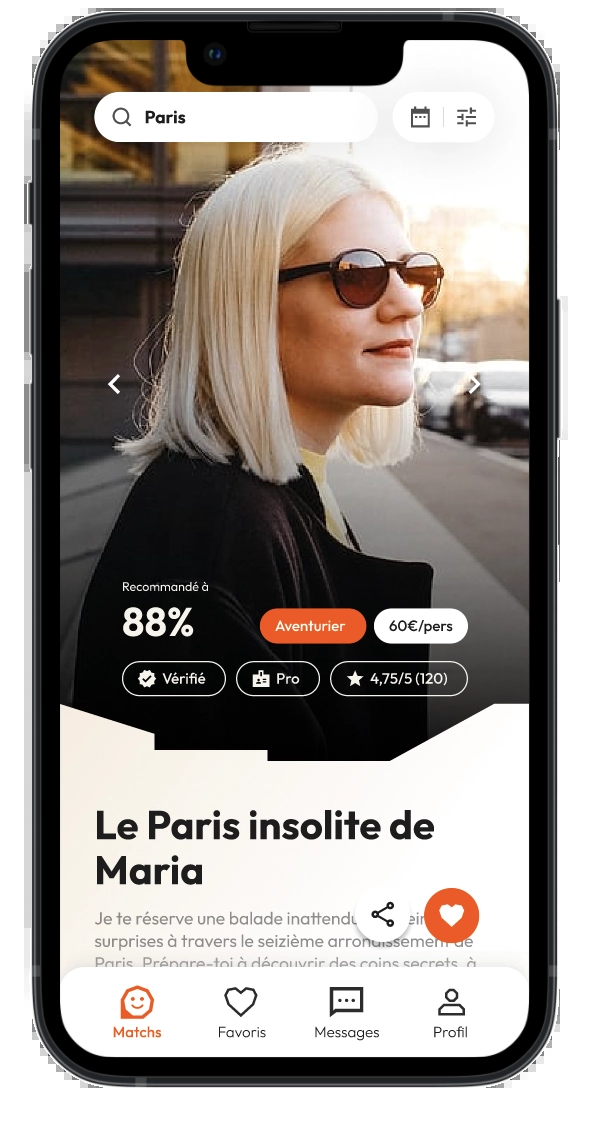 Paris
Recommandé à
88%
Aventurier
60€/pers
Vérifié
Pro
4,75/5 (120)
Le Paris insolite de
Maria
Je te réserve une balade inattendu
surprises à travers le seizième arrondissement de
Paris. Prépare-toi à découvrir des coins secrets, à
Matchs
Favoris
Messages
Profil